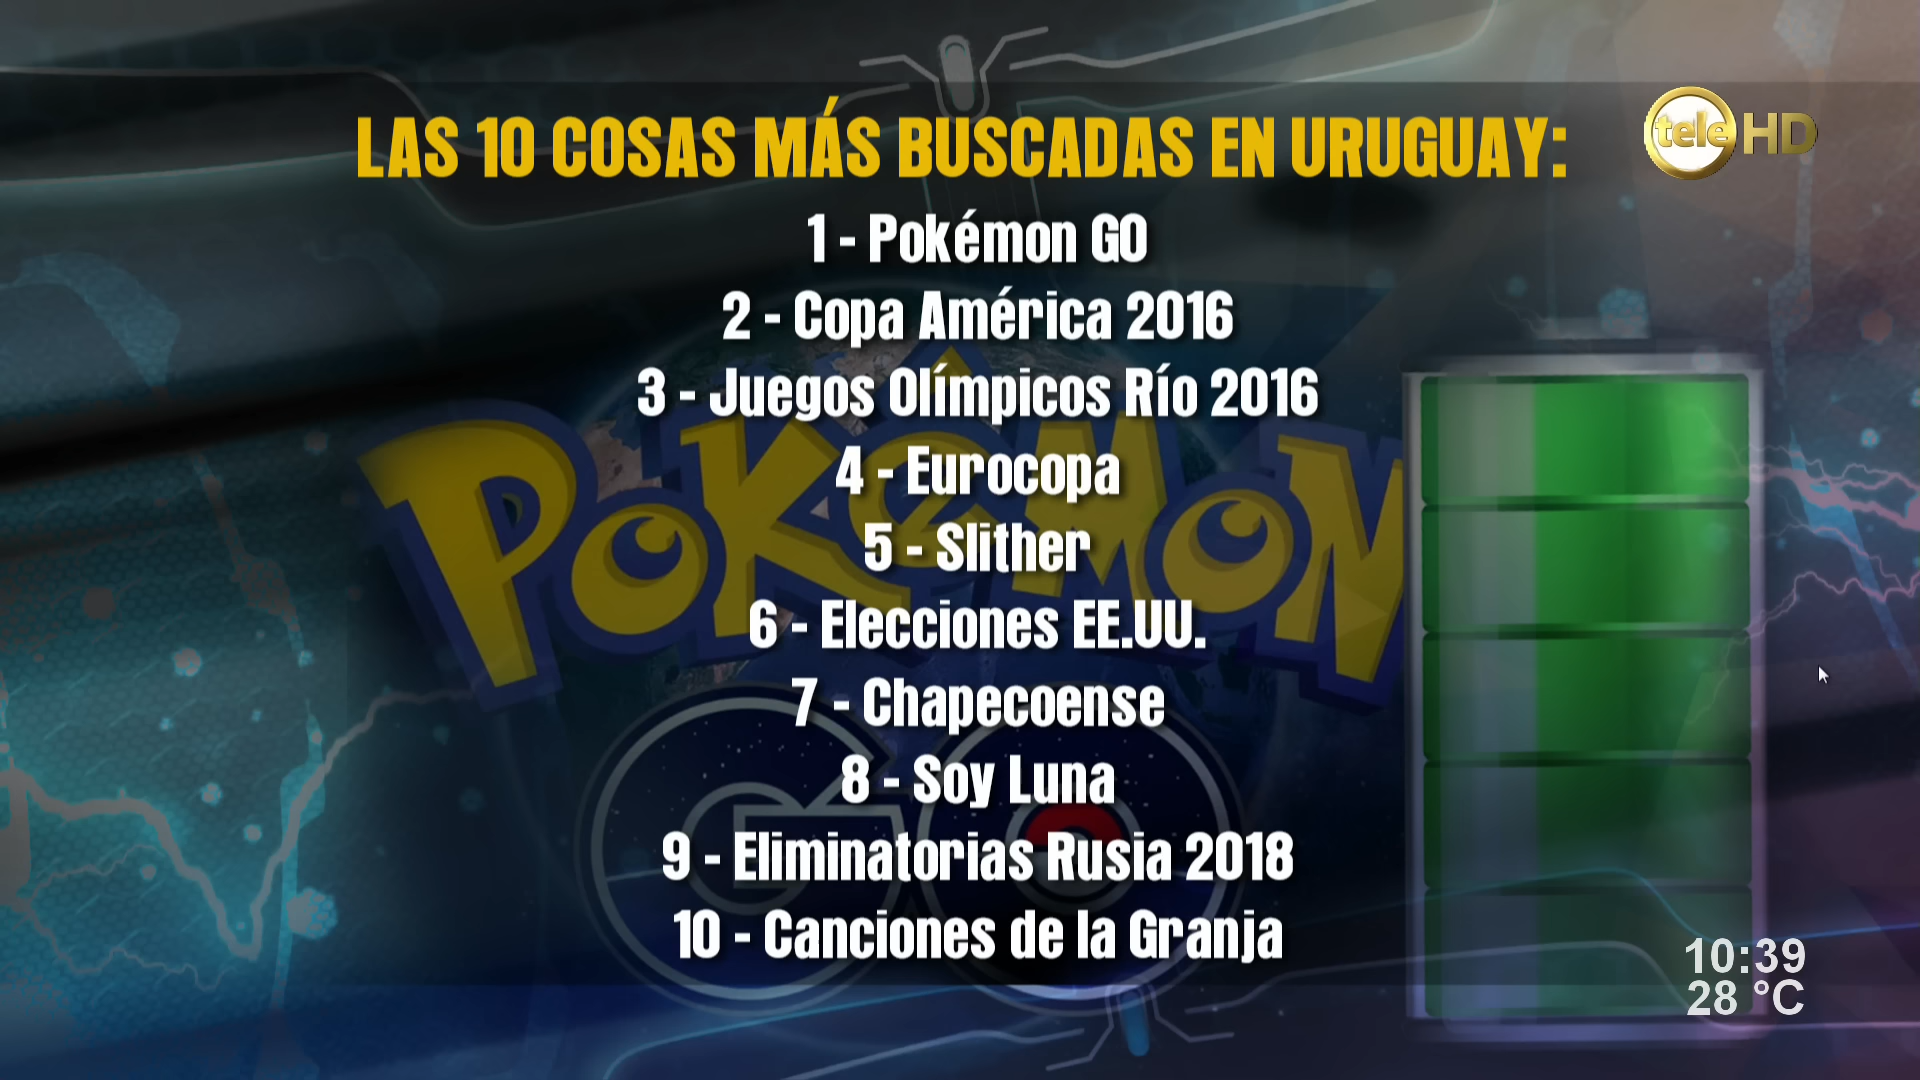 LAS 10 COSAS MÁS BUSCADAS EN URUGUAY:
tele HD
1 - Pokémon GO
2 - Copa América 2016
3 - Juegos Olímpicos Río 2016
4 - Eurocopa
5 - Slither
6 - Elecciones EE.UU.
7 - Chapecoense
8 - Soy Luna
9 - Eliminatorias Rusia 2018
10 - Canciones de la Granja
POKéMON
GO
10:39
28 °C